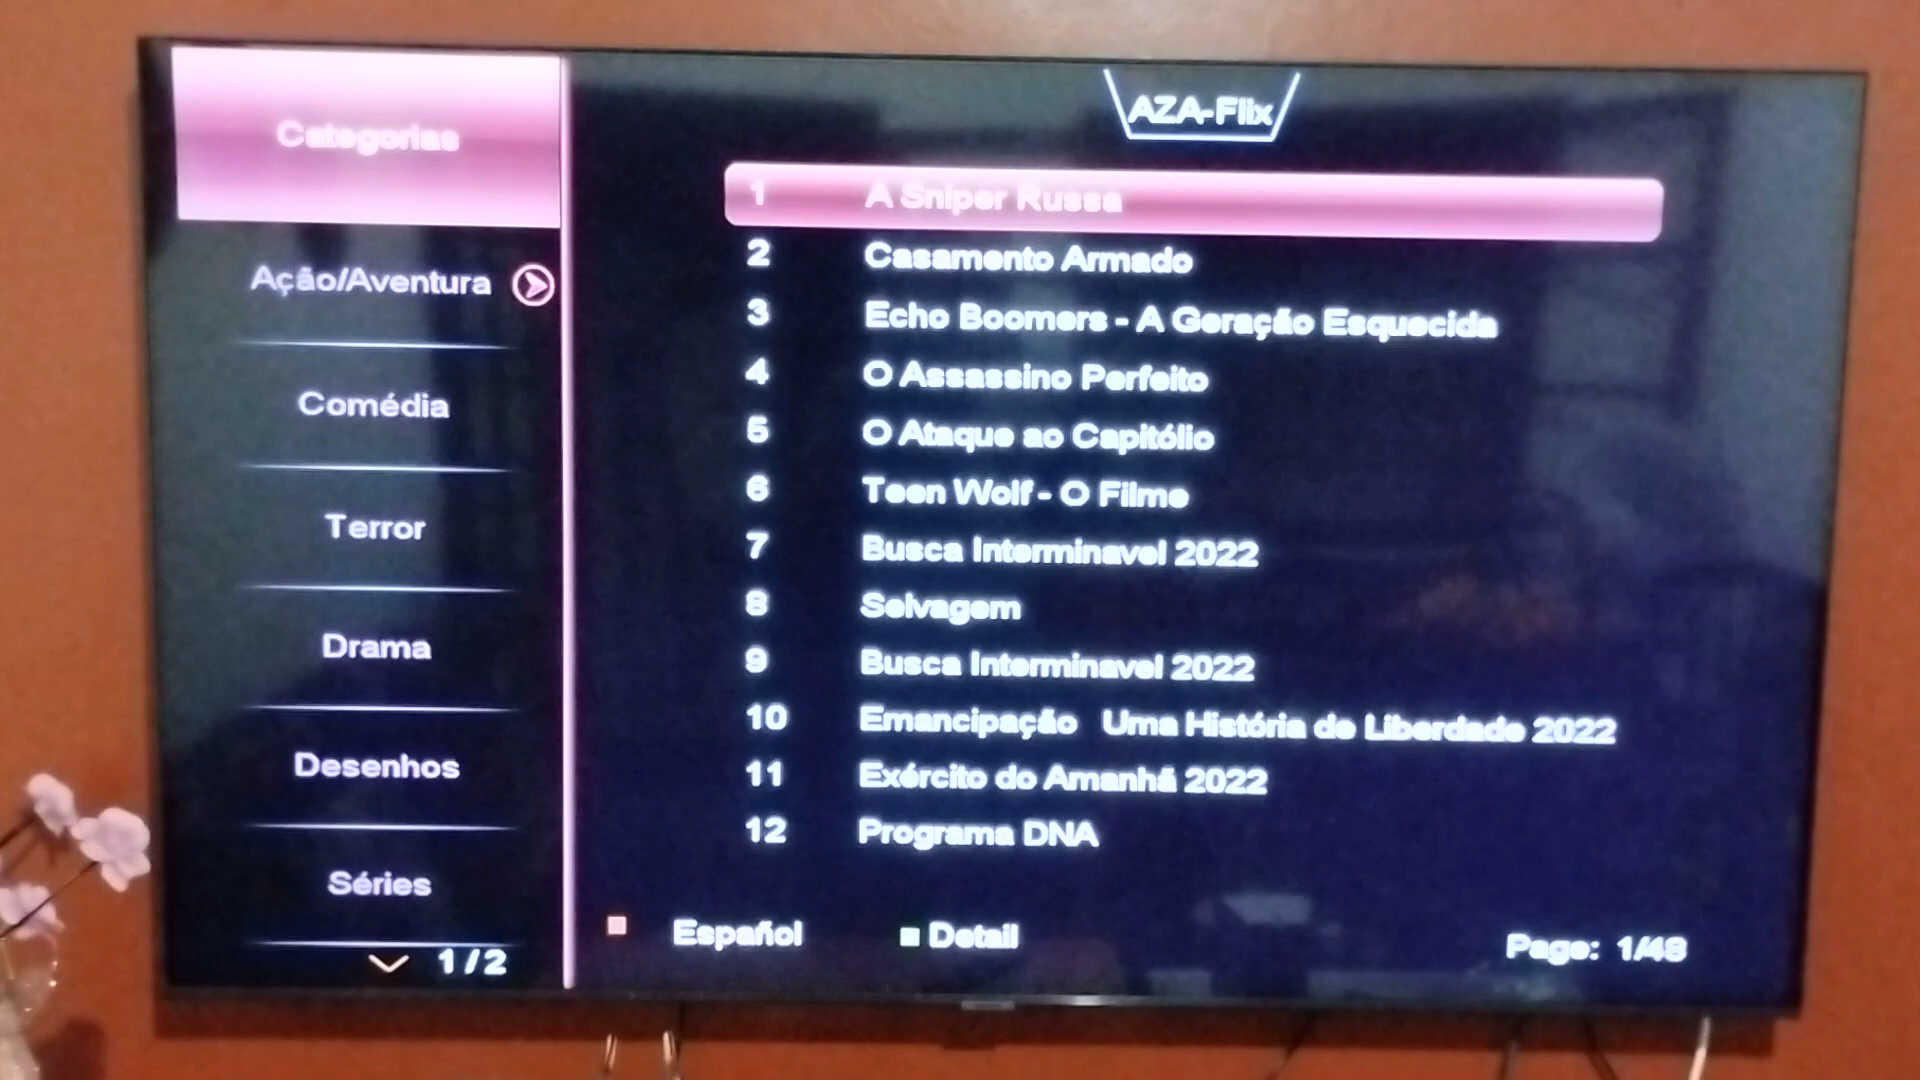 Categorias
Ação/Aventura
Comédia
Terror
Drama
Desenhos
Séries
1/2
AZA-Flix
1 A Sniper Russa
2 Casamento Armado
3 Echo Boomers - A Geração Esquecida
4 O Assassino Perfeito
5 O Ataque ao Capitólio
6 Teen Wolf - O Filme
7 Busca Interminavel 2022
8 Selvagem
9 Busca Interminavel 2022
10 Emancipação Uma História de Liberdade 2022
11 Exército do Amanhã 2022
12 Programa DNA
Español Detail Page: 1/48